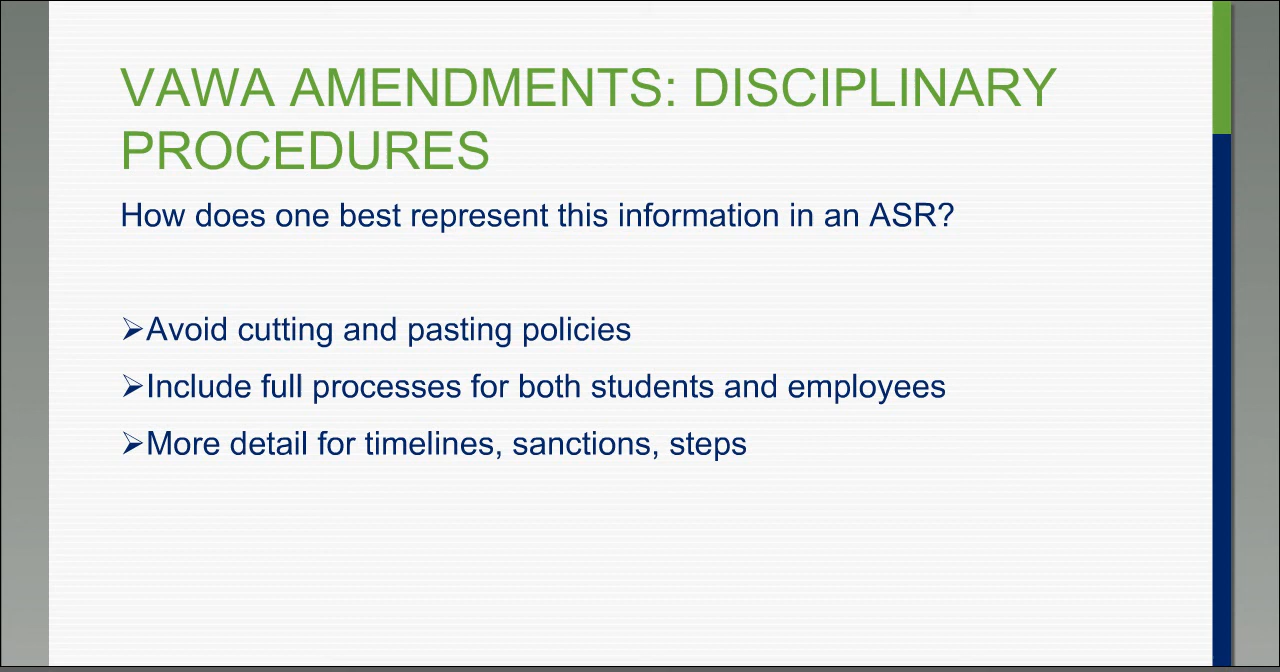 VAWA AMENDMENTS: DISCIPLINARY
PROCEDURES
How does one best represent this information in an ASR?
➢Avoid cutting and pasting policies
➢Include full processes for both students and employees
➢More detail for timelines, sanctions, steps